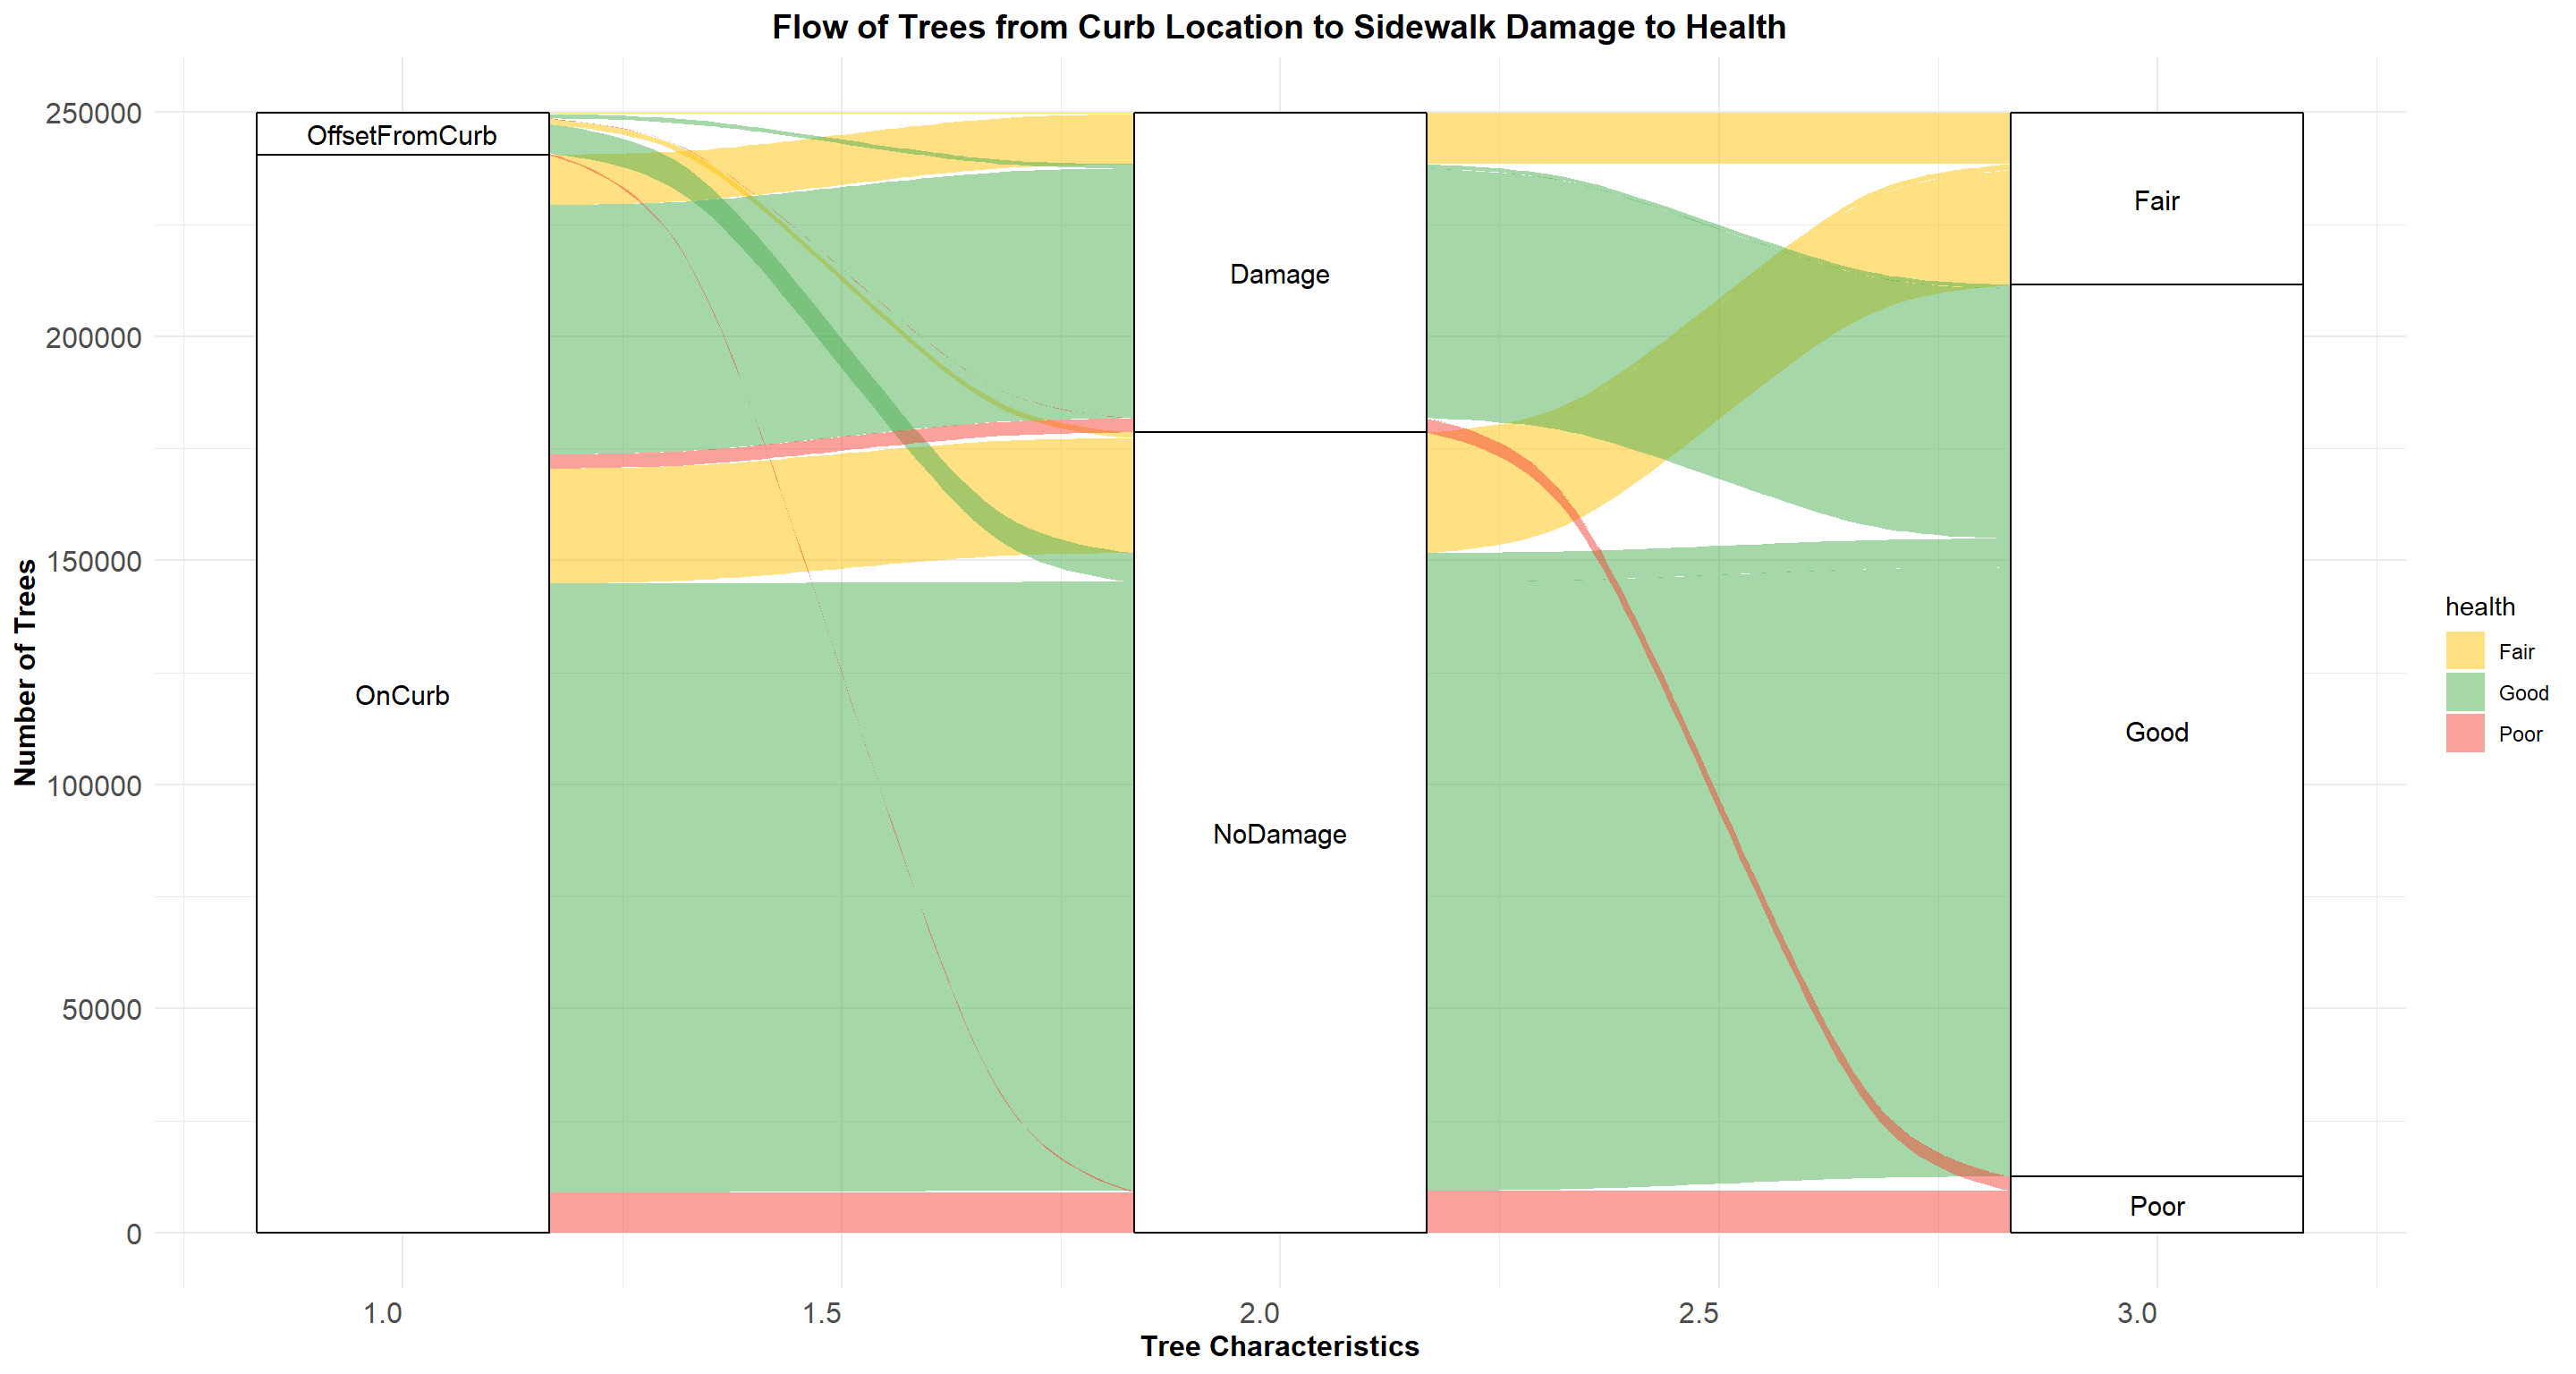 Flow of Trees from Curb Location to Sidewalk Damage to Health
Number of Trees
250000
200000
150000
100000
50000
0
OffsetFromCurb
OnCurb
Damage
NoDamage
Fair
Good
Poor
1.0
1.5
2.0
2.5
3.0
Tree Characteristics
health
Fair
Good
Poor